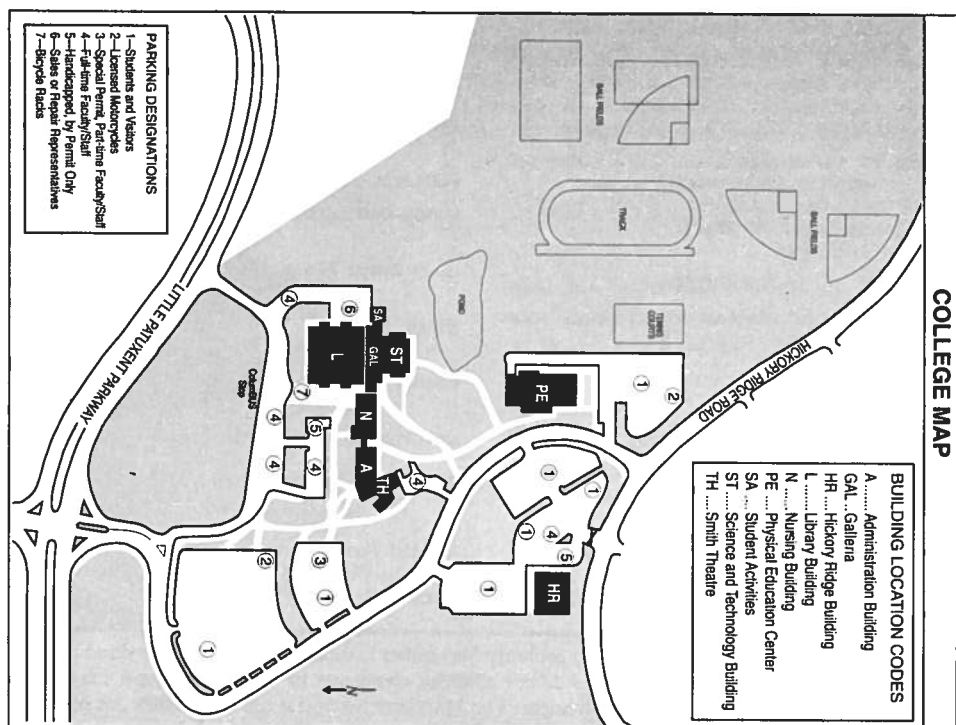 COLLEGE MAP
BUILDING LOCATION CODES
A ........ Administration Building
GAL ... Galleria
HR ..... Hickory Ridge Building
L ........ Library Building
N ........ Nursing Building
PE ..... Physical Education Center
SA ..... Student Activities
ST ..... Science and Technology Building
TH ..... Smith Theatre
HICKORY RIDGE ROAD
BALL FIELDS
BALL FIELDS
TRACK
TENNIS
COURTS
POND
PE
1
2
SA
GAL
ST
L
N
A
TH
HR
6
4
7
5
4
4
4
4
1
1
1
4
5
1
3
1
2
1
ColumBUS
Stop
LITTLE PATUXENT PARKWAY
N
PARKING DESIGNATIONS
1—Students and Visitors
2—Licensed Motorcycles
3—Special Permit, Part-time Faculty/Staff
4—Full-time Faculty/Staff
5—Handicapped, by Permit Only
6—Sales or Repair Representatives
7—Bicycle Racks